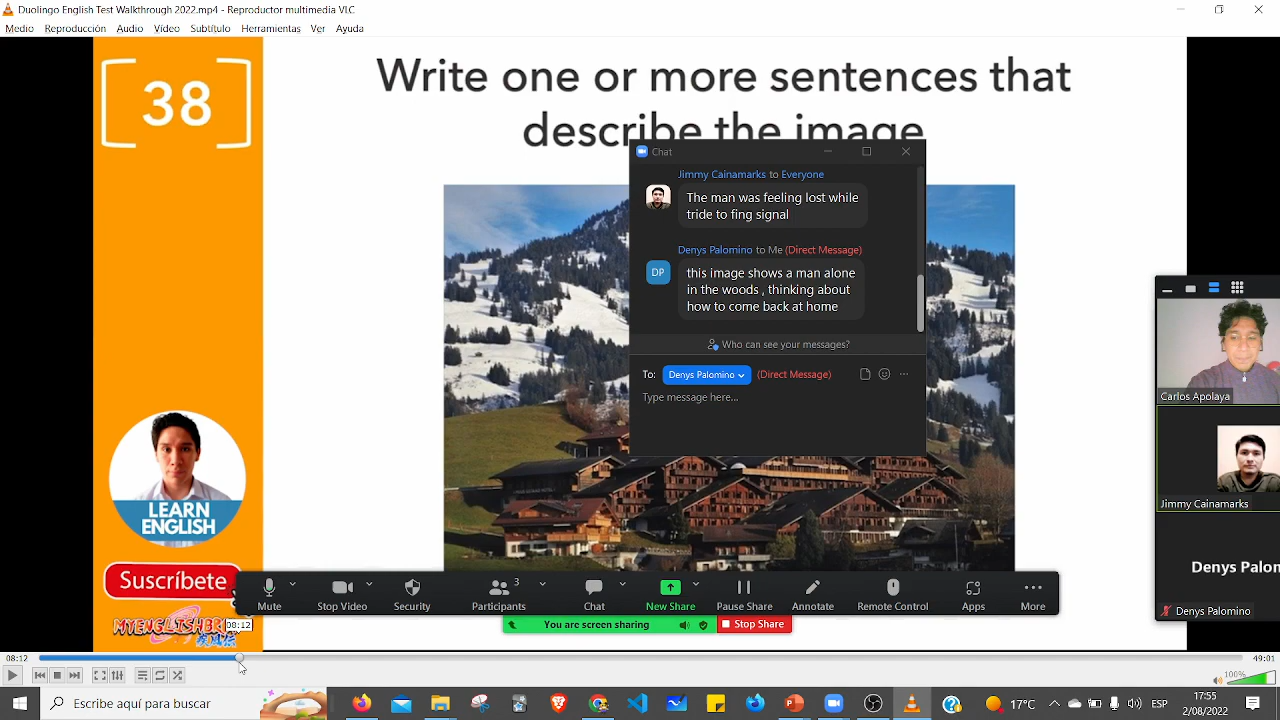 Duolingo English Test Walkthrough 2022.mp4 - Reproductor multimedia VLC
Medio Reproducción Audio Vídeo Subtítulo Herramientas Ver Ayuda
38
Write one or more sentences that
describe the image
Chat
Jimmy Cainamarks to Everyone
The man was feeling lost while
tride to fing signal
Denys Palomino to Me (Direct Message)
DP
this image shows a man alone
in the woods , thinking about
how to come back at home
Who can see your messages?
To: Denys Palomino (Direct Message)
Type message here...
Carlos Apolaya
Jimmy Cainamarks
Denys Palon
Denys Palomino
LEARN
ENGLISH
Suscríbete
08:12
Mute Stop Video Security Participants 3 Chat New Share Pause Share Annotate Remote Control Apps More
You are screen sharing Stop Share
08:12 49:01
100%
Escribe aquí para buscar
17°C ESP 17:55
2/08/2022